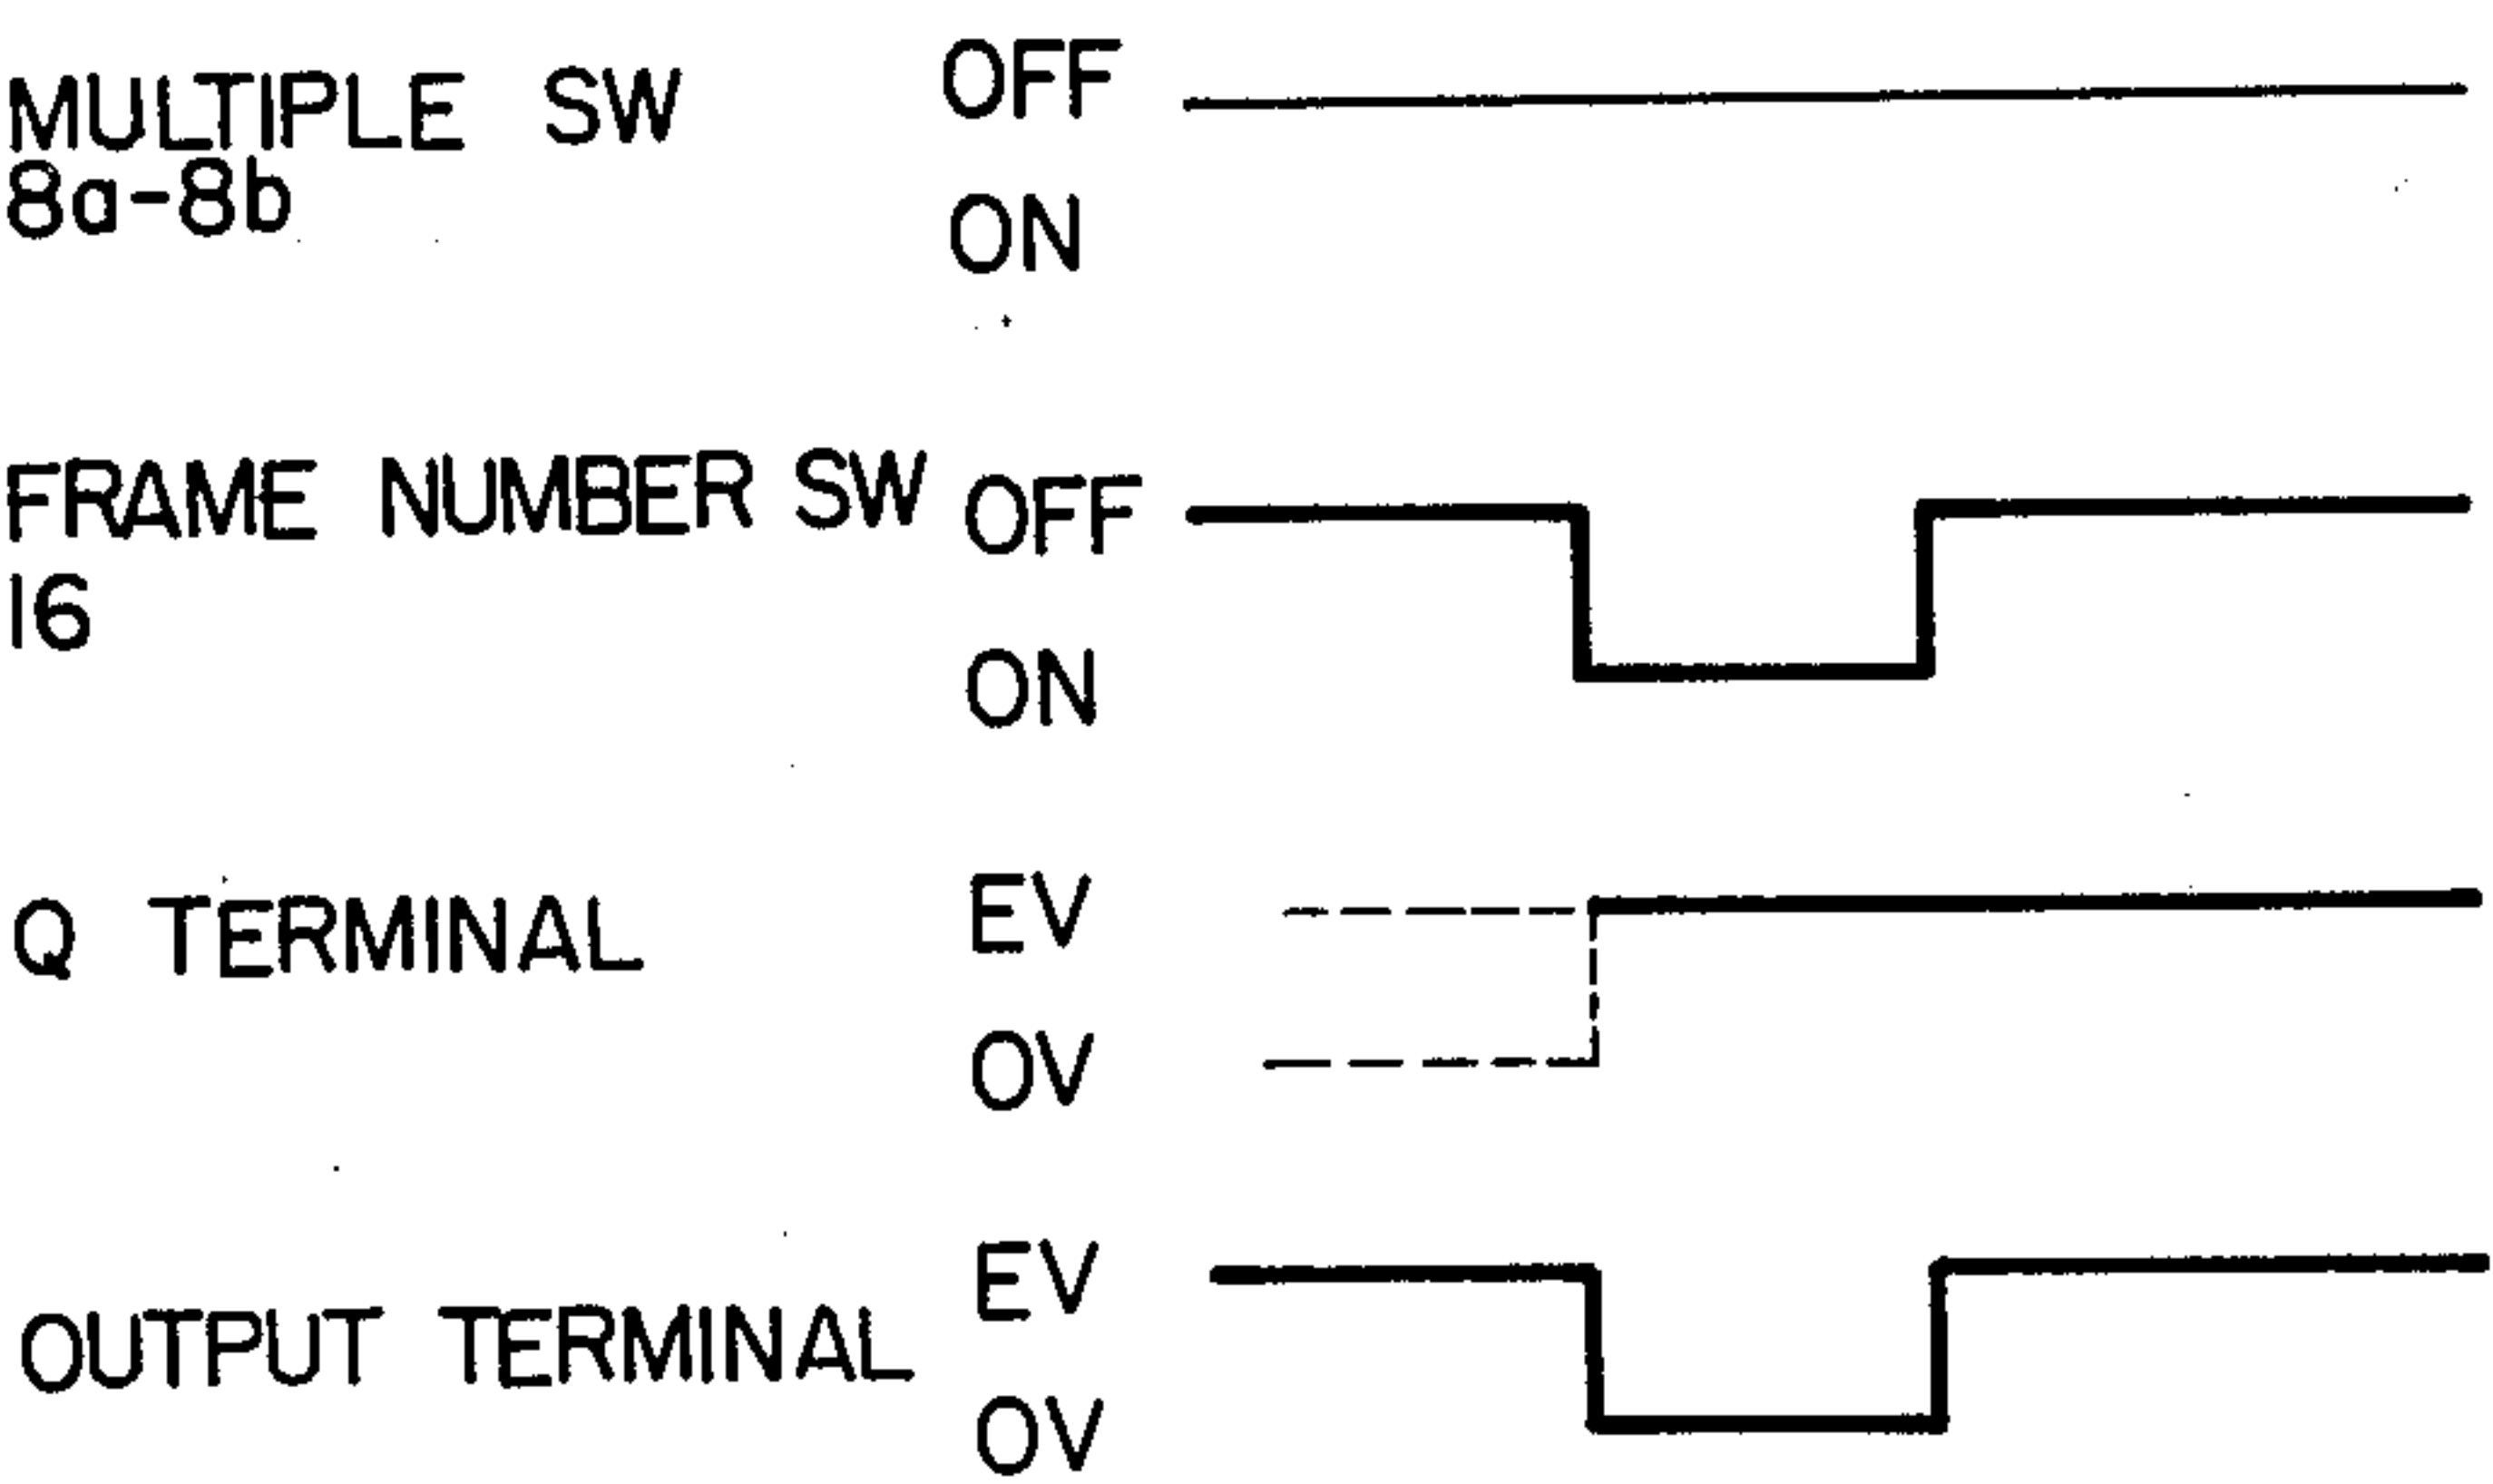 MULTIPLE SW
8a-8b
OFF
ON
FRAME NUMBER SW
16
OFF
ON
Q TERMINAL
EV
OV
OUTPUT TERMINAL
EV
OV